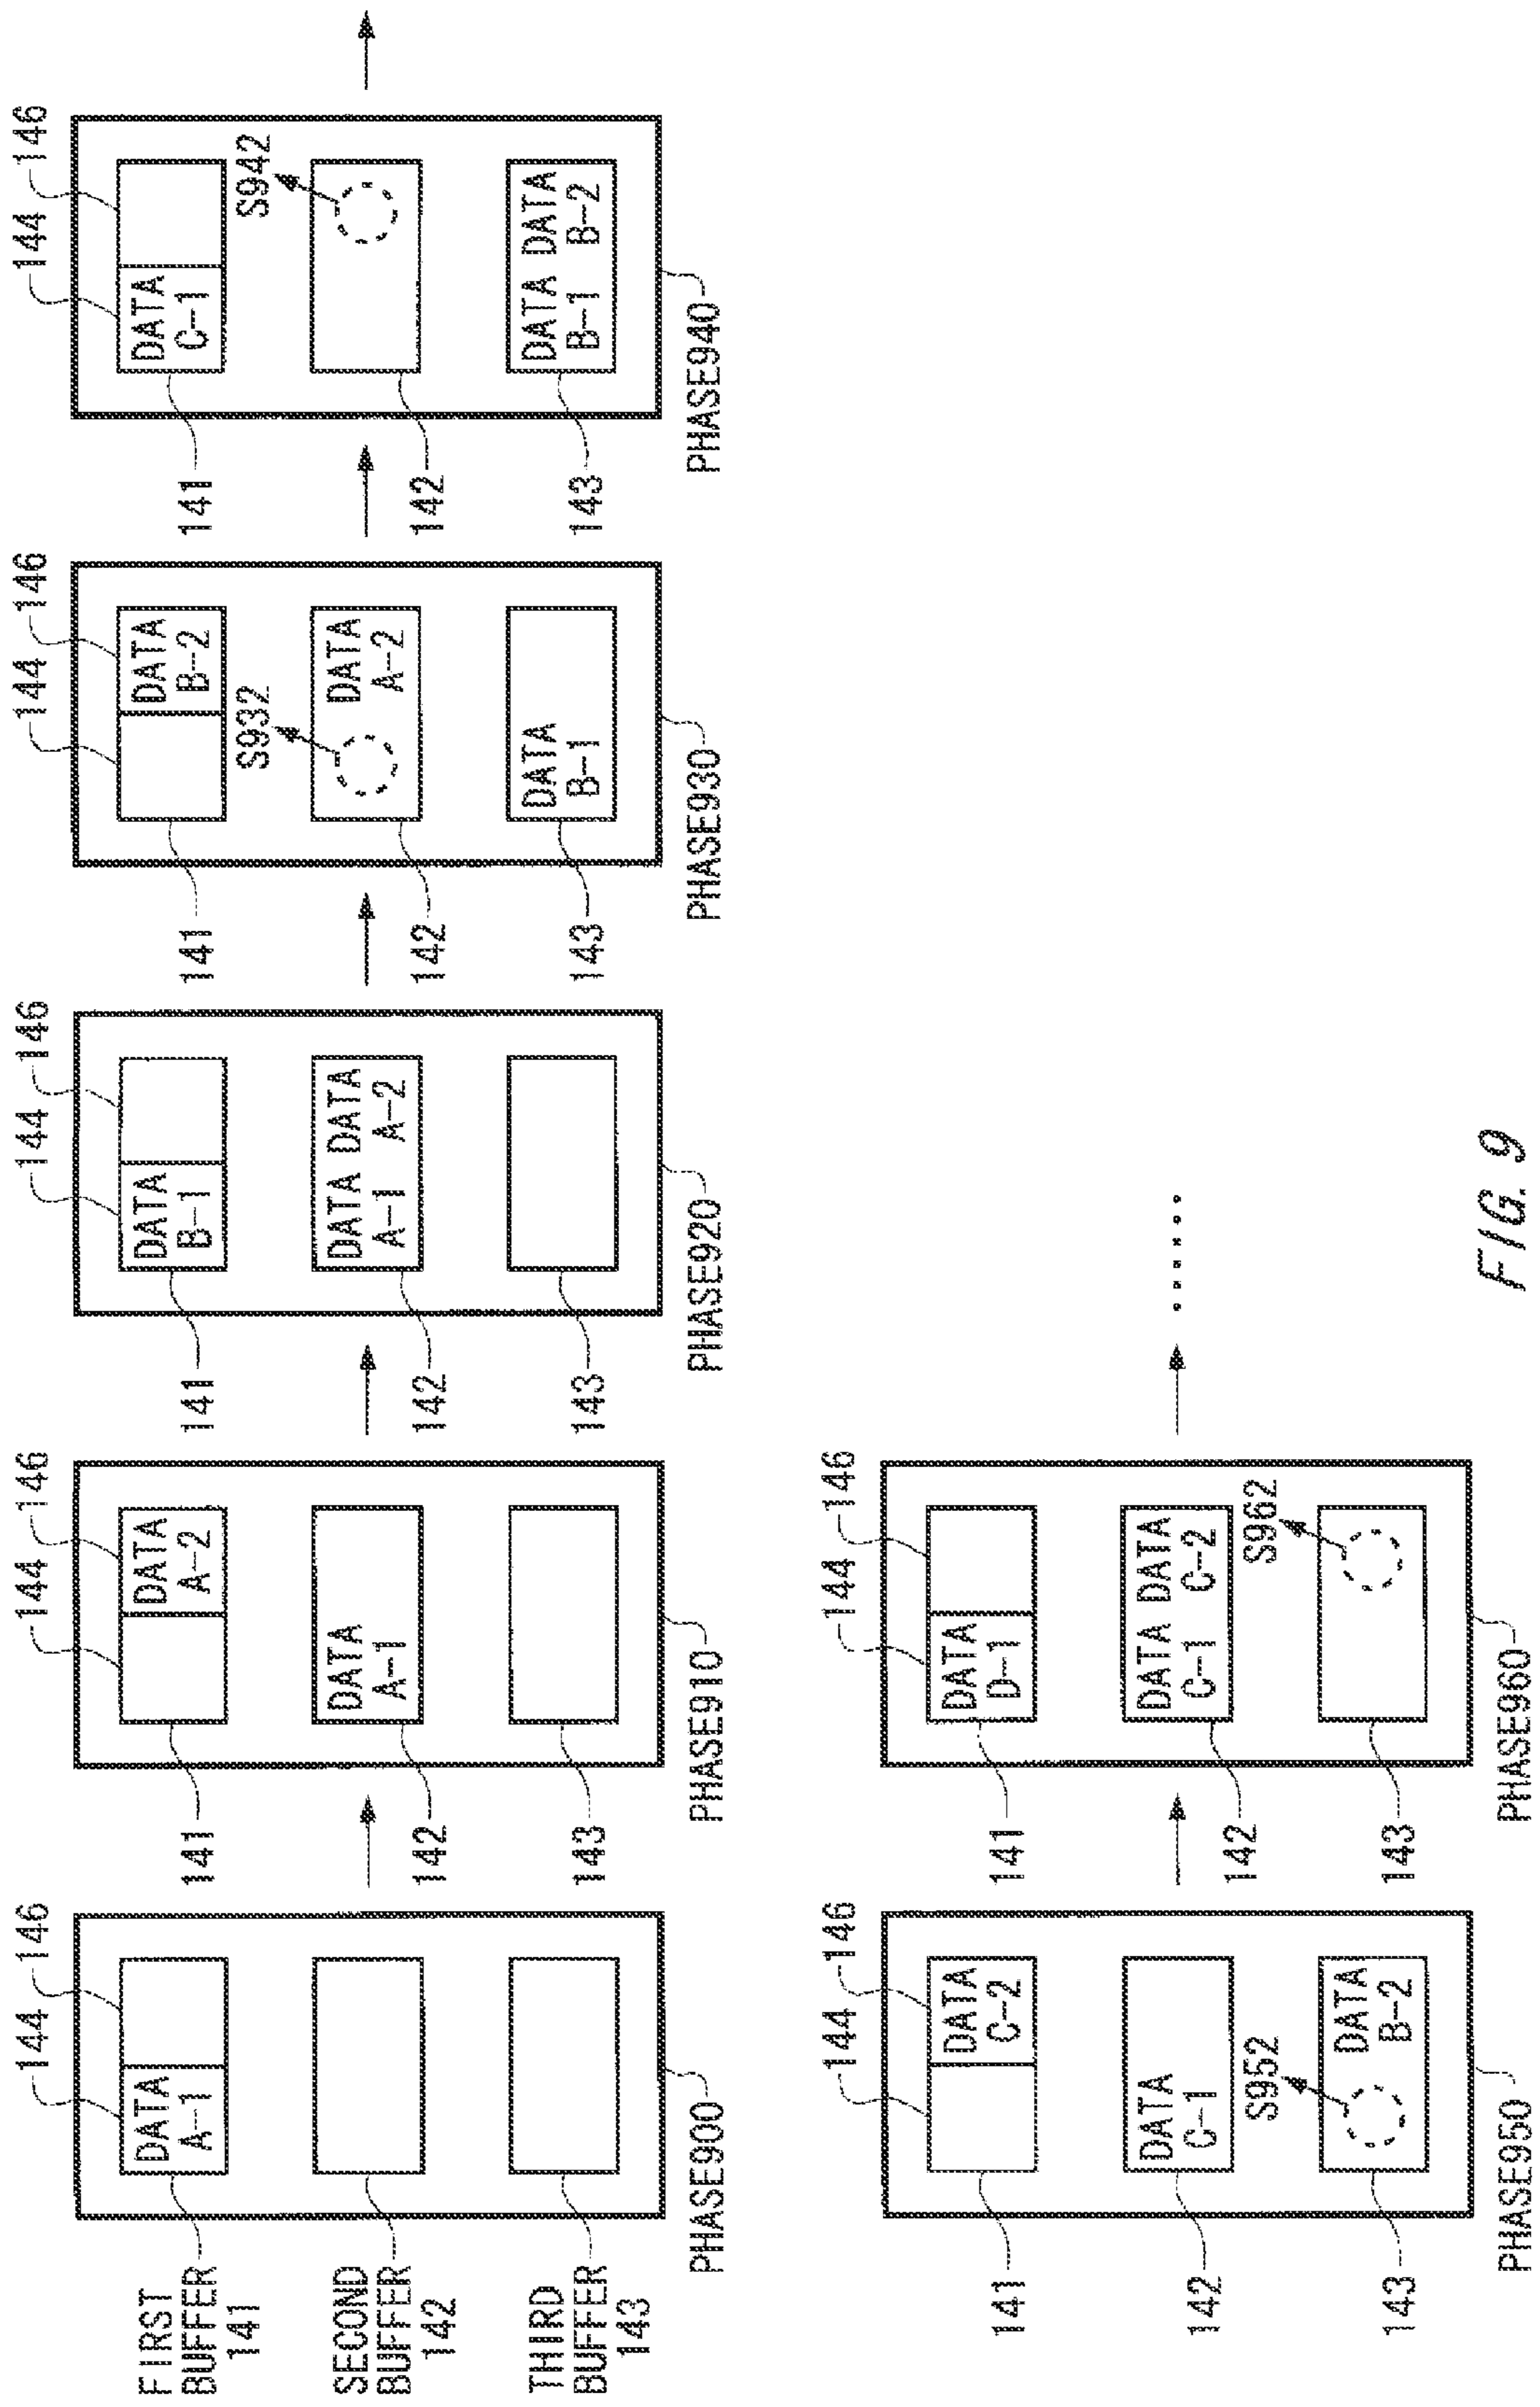 FIRST
BUFFER
141
SECOND
BUFFER
142
THIRD
BUFFER
143
144
146
DATA
A-1
PHASE900
144
146
DATA
A-2
141
DATA
A-1
142
143
PHASE910
144
146
DATA
B-1
141
DATA DATA
A-1 A-2
142
143
PHASE920
144
146
DATA
B-2
141
S932
DATA
A-2
142
DATA
B-1
143
PHASE930
144
146
DATA
C-1
141
S942
142
DATA DATA
B-1 B-2
143
PHASE940
144
146
DATA
C-2
141
DATA
C-1
142
S952
DATA
B-2
143
PHASE950
144
146
DATA
D-1
141
DATA DATA
C-1 C-2
142
S962
143
PHASE960
FIG. 9